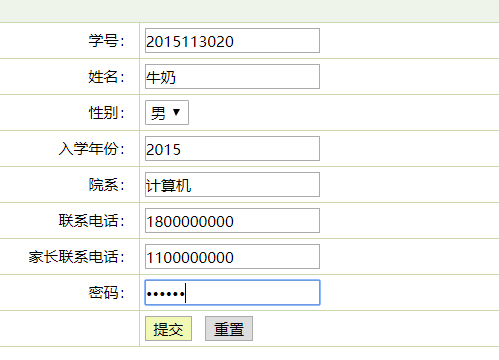 学号： 2015113020
姓名： 牛奶
性别： 男
入学年份： 2015
院系： 计算机
联系电话： 1800000000
家长联系电话： 1100000000
密码： ••••••
提交 重置